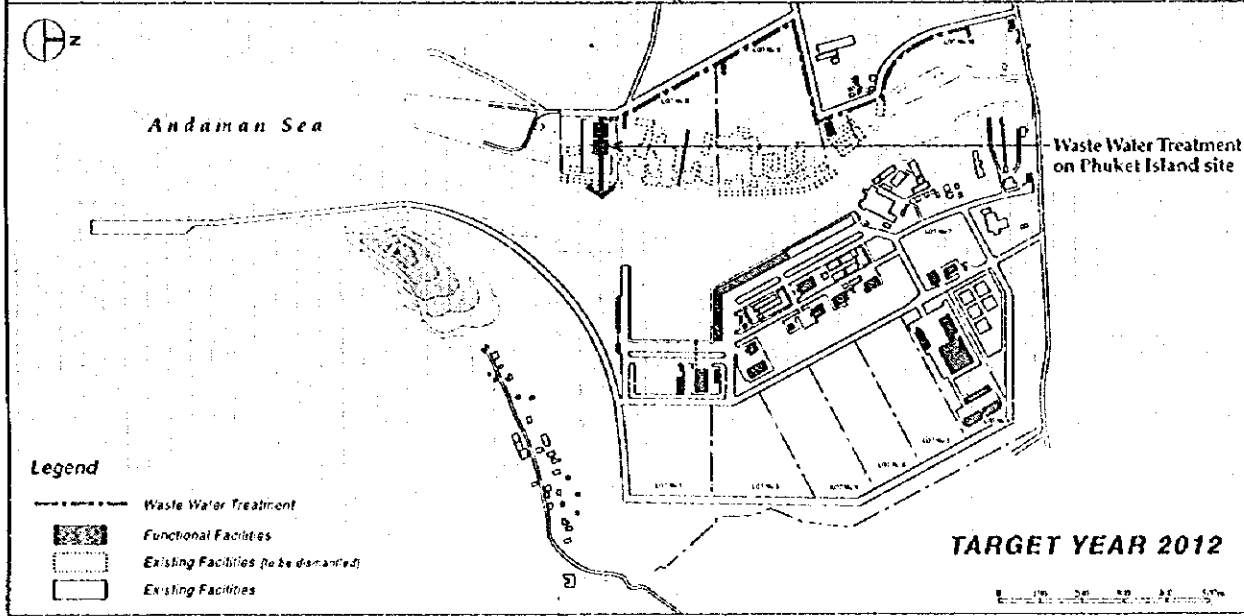 N
Andaman Sea
Waste Water Treatment
on Phuket Island site
Legend
Waste Water Treatment
Functional Facilities
Existing Facilities (to be dismantled)
Existing Facilities
TARGET YEAR 2012